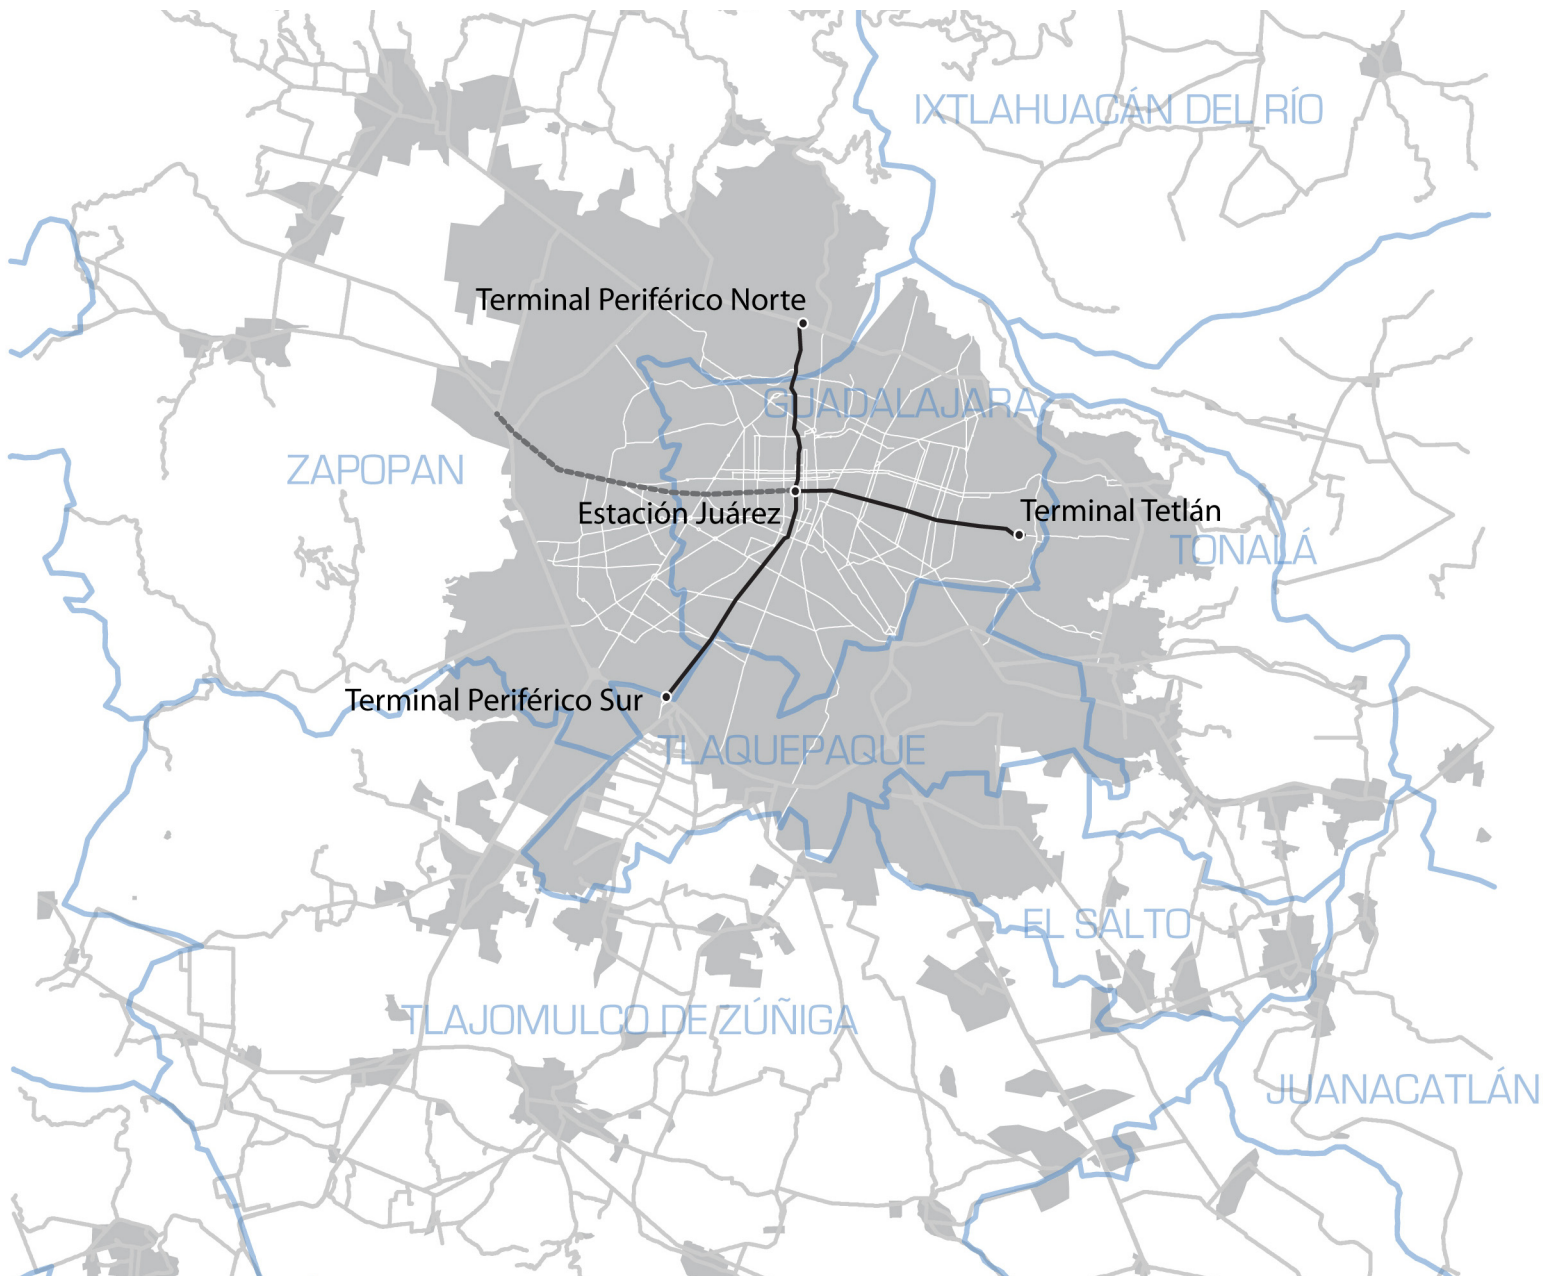 IXTLAHUACÁN DEL RÍO
Terminal Periférico Norte
GUADALAJARA
ZAPOPAN
Estación Juárez
Terminal Tetlán
TONALÁ
Terminal Periférico Sur
TLAQUEPAQUE
EL SALTO
TLAJOMULCO DE ZÚÑIGA
JUANACATLÁN